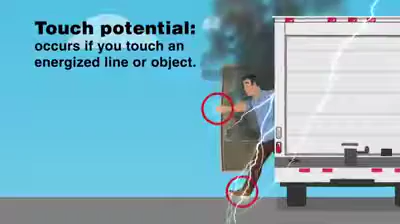 Touch potential:
occurs if you touch an
energized line or object.